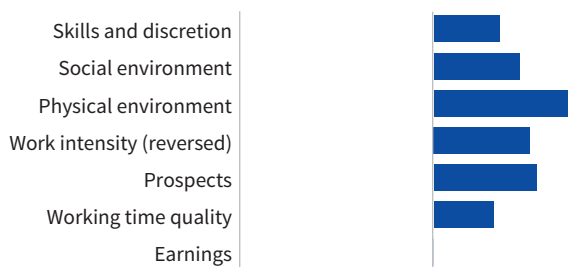 Skills and discretion
Social environment
Physical environment
Work intensity (reversed)
Prospects
Working time quality
Earnings